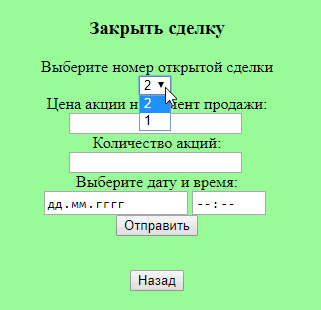 Закрыть сделку
Выберите номер открытой сделки
2
2
1
Цена акции н мент продажи:
Количество акций:
Выберите дату и время:
дд.мм.гггг --:--
Отправить
Назад